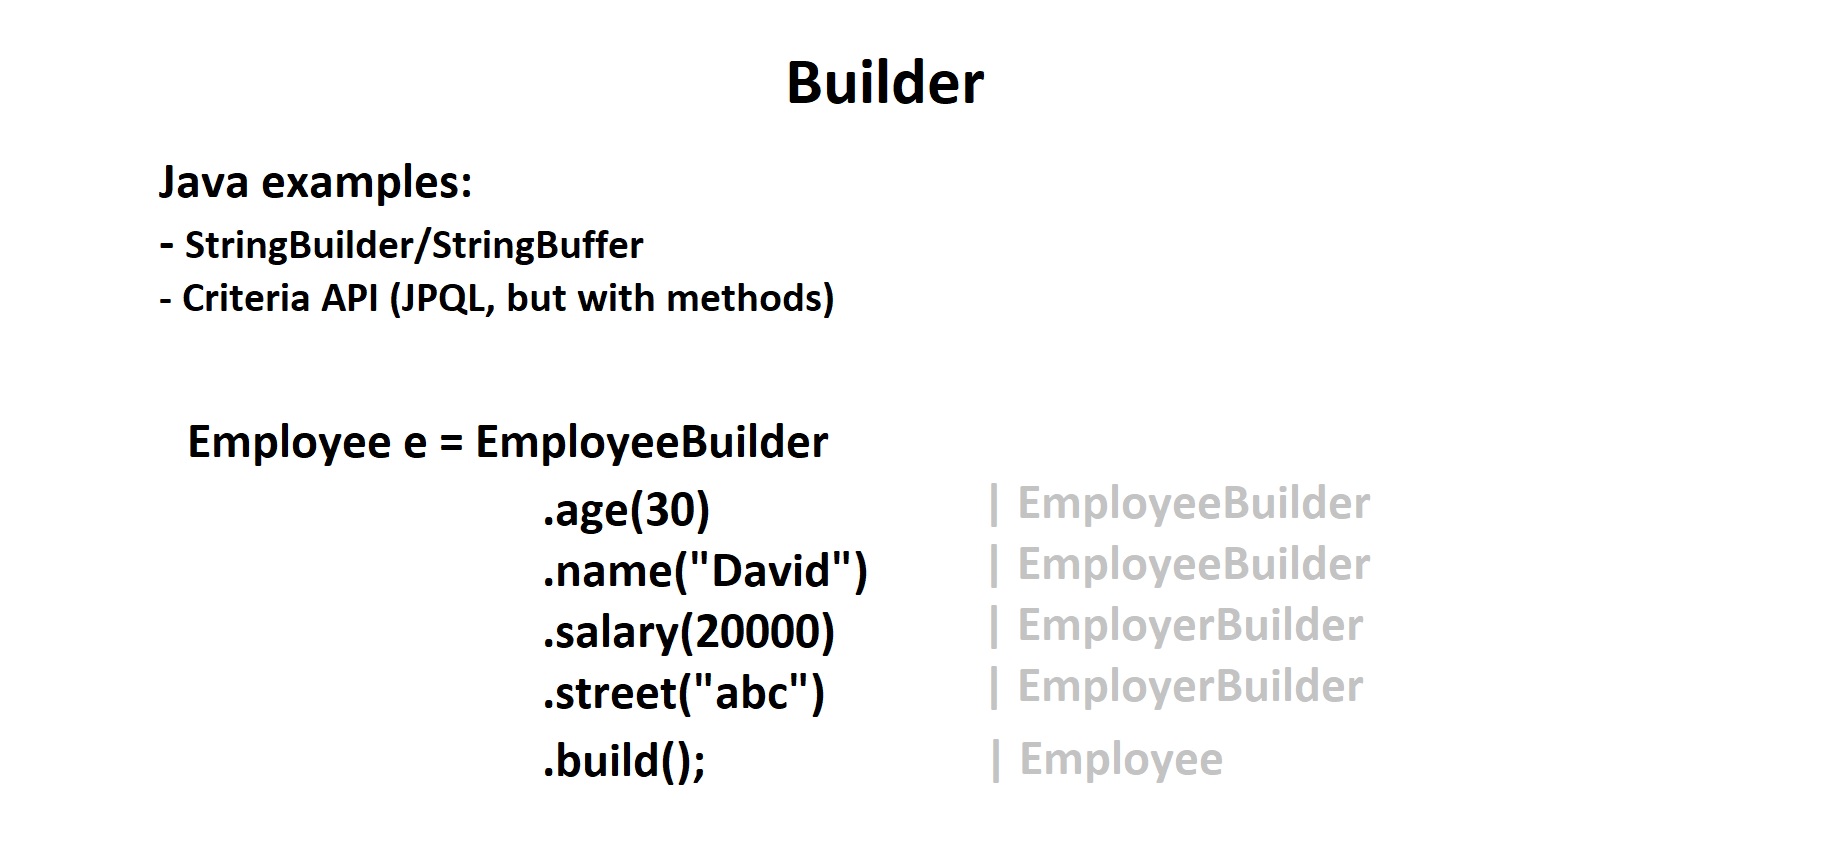 Builder
Java examples:
- StringBuilder/StringBuffer
- Criteria API (JPQL, but with methods)
Employee e = EmployeeBuilder
.age(30) | EmployeeBuilder
.name("David") | EmployeeBuilder
.salary(20000) | EmployerBuilder
.street("abc") | EmployerBuilder
.build(); | Employee